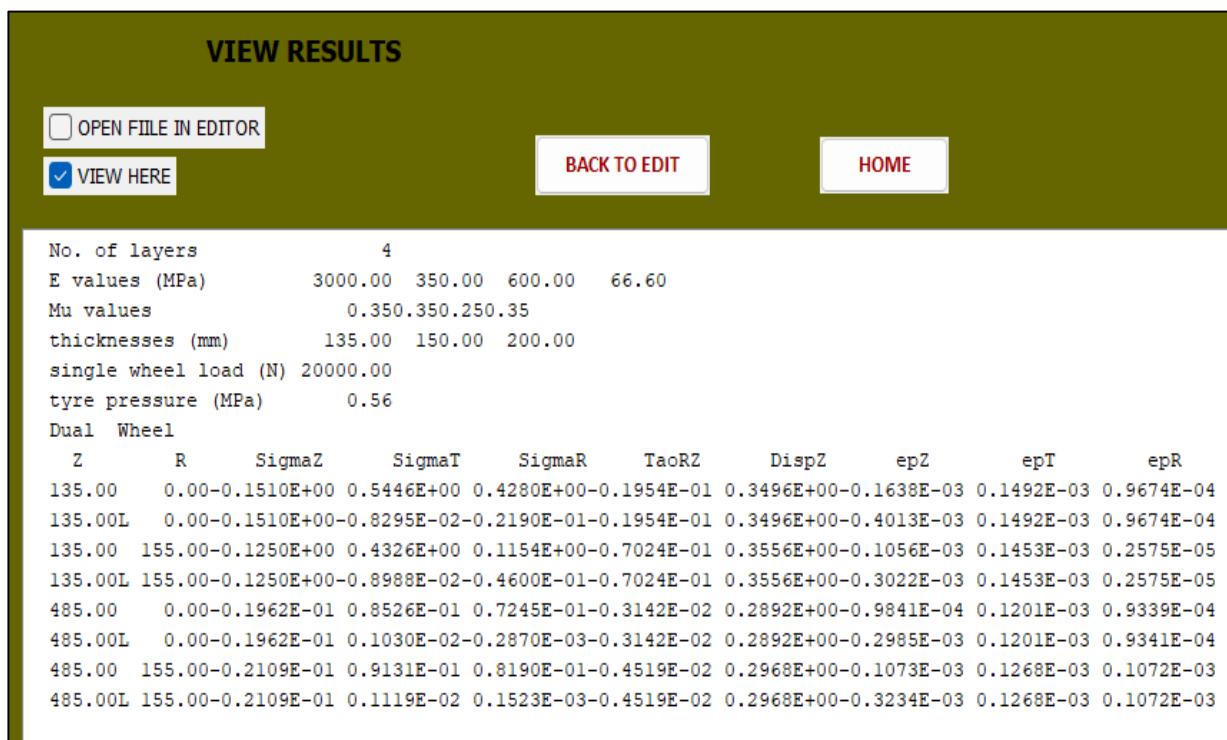 VIEW RESULTS
OPEN FIILE IN EDITOR
VIEW HERE
BACK TO EDIT
HOME
No. of layers 4
E values (MPa) 3000.00 350.00 600.00 66.60
Mu values 0.350.350.250.35
thicknesses (mm) 135.00 150.00 200.00
single wheel load (N) 20000.00
tyre pressure (MPa) 0.56
Dual Wheel
Z R SigmaZ SigmaT SigmaR TaoRZ DispZ epZ epT epR
135.00 0.00-0.1510E+00 0.5446E+00 0.4280E+00-0.1954E-01 0.3496E+00-0.1638E-03 0.1492E-03 0.9674E-04
135.00L 0.00-0.1510E+00-0.8295E-02-0.2190E-01-0.1954E-01 0.3496E+00-0.4013E-03 0.1492E-03 0.9674E-04
135.00 155.00-0.1250E+00 0.4326E+00 0.1154E+00-0.7024E-01 0.3556E+00-0.1056E-03 0.1453E-03 0.2575E-05
135.00L 155.00-0.1250E+00-0.8988E-02-0.4600E-01-0.7024E-01 0.3556E+00-0.3022E-03 0.1453E-03 0.2575E-05
485.00 0.00-0.1962E-01 0.8526E-01 0.7245E-01-0.3142E-02 0.2892E+00-0.9841E-04 0.1201E-03 0.9339E-04
485.00L 0.00-0.1962E-01 0.1030E-02-0.2870E-03-0.3142E-02 0.2892E+00-0.2985E-03 0.1201E-03 0.9341E-04
485.00 155.00-0.2109E-01 0.9131E-01 0.8190E-01-0.4519E-02 0.2968E+00-0.1073E-03 0.1268E-03 0.1072E-03
485.00L 155.00-0.2109E-01 0.1119E-02 0.1523E-03-0.4519E-02 0.2968E+00-0.3234E-03 0.1268E-03 0.1072E-03